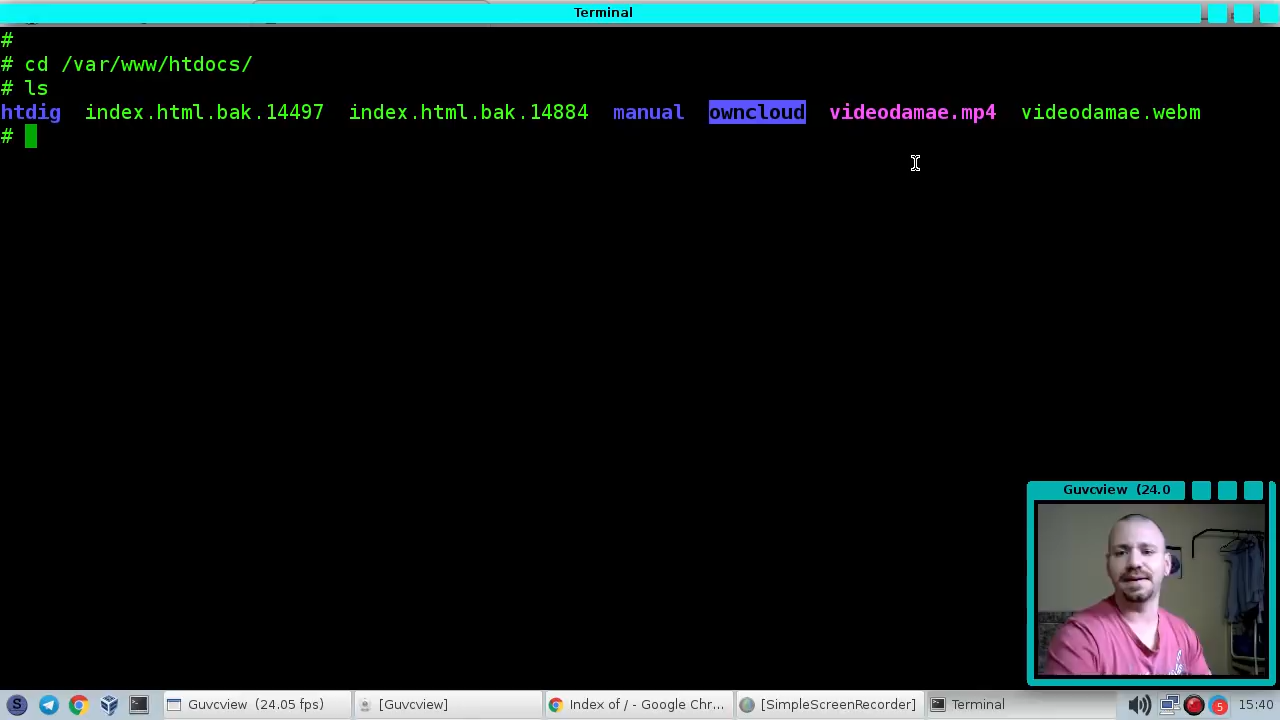 Terminal
#
# cd /var/www/htdocs/
# ls
htdig index.html.bak.14497 index.html.bak.14884 manual owncloud videodamae.mp4 videodamae.webm
#
Guvcview (24.0
Guvcview (24.05 fps)
[Guvcview]
Index of / - Google Chr...
[SimpleScreenRecorder]
Terminal
5
15:40